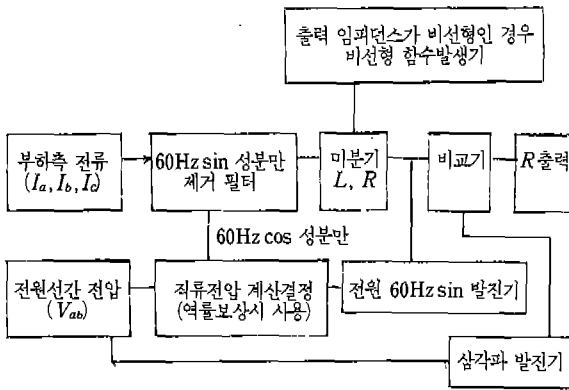 출력 임피던스가 비선형인 경우
비선형 함수발생기
부하측 전류
(Ia, Ib, Ic)
60Hz sin 성분만
제거 필터
미분기
L, R
비교기
R출력
60Hz cos 성분만
전원선간 전압
(Vab)
직류전압 계산결정
(역률보상시 사용)
전원 60Hz sin 발진기
삼각파 발진기